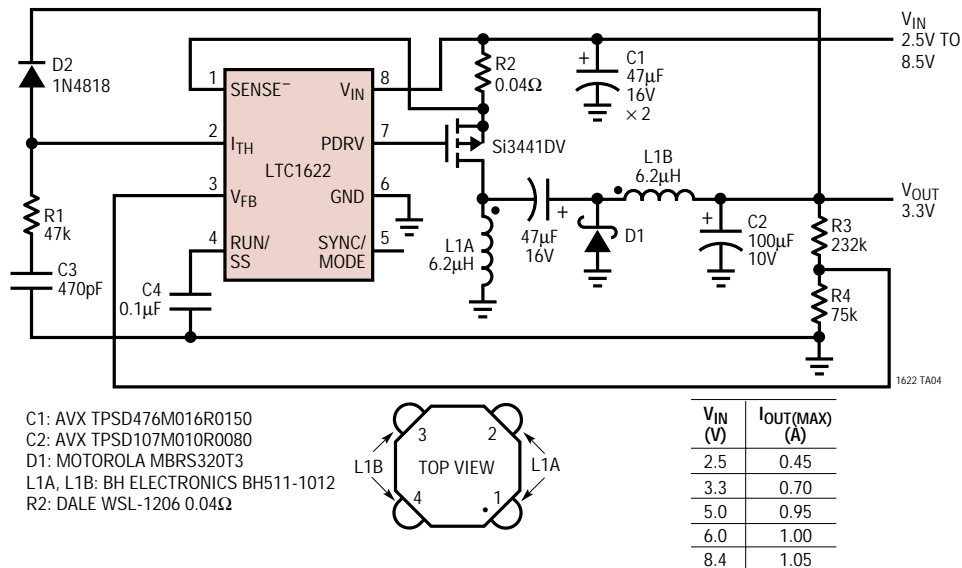 VIN
2.5V TO
8.5V
D2
1N4818
1
SENSE−
VIN
8
2
ITH
PDRV
7
LTC1622
3
VFB
GND
6
4
RUN/
SS
SYNC/
MODE
5
R2
0.04Ω
C1
47µF
16V
× 2
+
Si3441DV
L1B
6.2µH
VOUT
3.3V
R1
47k
C3
470pF
C4
0.1µF
L1A
6.2µH
47µF
16V
+
D1
+
C2
100µF
10V
R3
232k
R4
75k
1622 TA04
C1: AVX TPSD476M016R0150
C2: AVX TPSD107M010R0080
D1: MOTOROLA MBRS320T3
L1A, L1B: BH ELECTRONICS BH511-1012
R2: DALE WSL-1206 0.04Ω
3
2
L1B
TOP VIEW
L1A
4
1
VIN
(V)
IOUT(MAX)
(A)
2.5 0.45
3.3 0.70
5.0 0.95
6.0 1.00
8.4 1.05